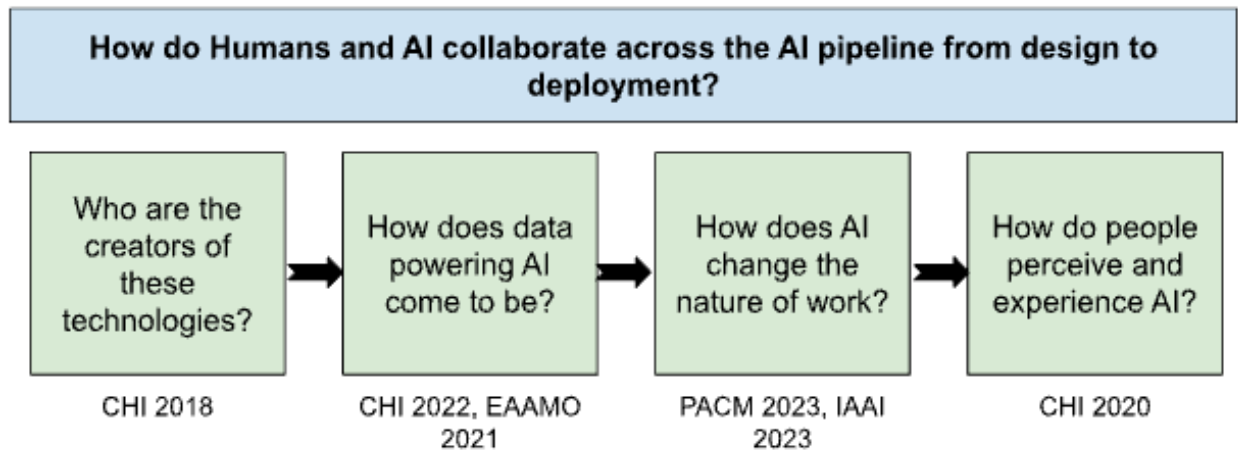 How do Humans and AI collaborate across the AI pipeline from design to
deployment?
Who are the
creators of
these
technologies?
CHI 2018
How does data
powering AI
come to be?
CHI 2022, EAAMO
2021
How does AI
change the
nature of work?
PACM 2023, IAAI
2023
How do people
perceive and
experience AI?
CHI 2020